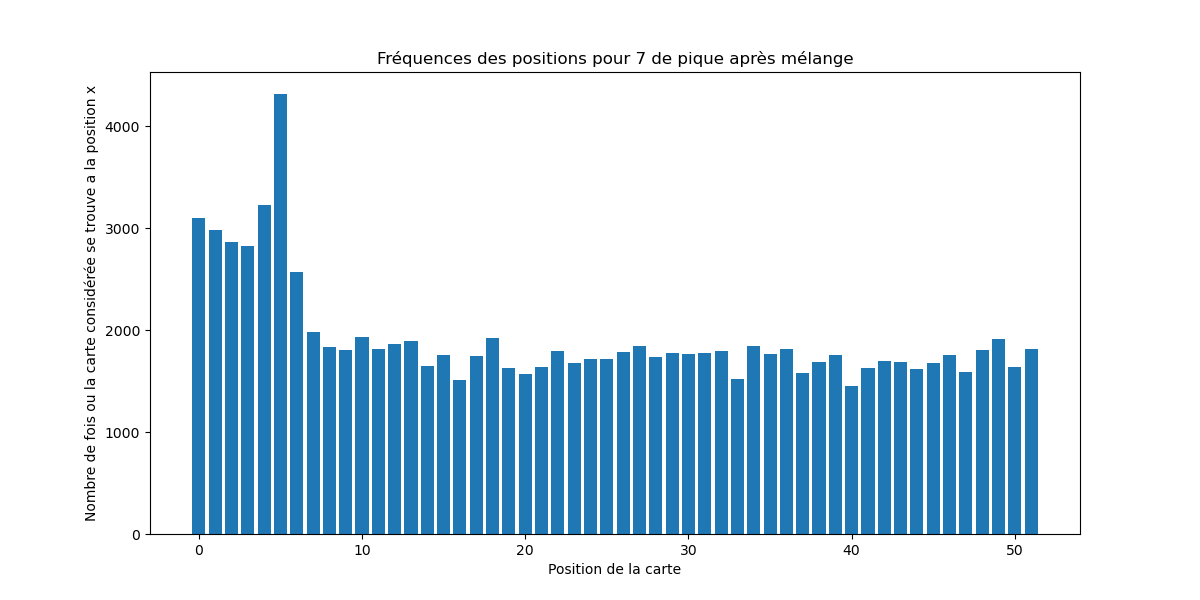 Fréquences des positions pour 7 de pique après mélange
Nombre de fois ou la carte considérée se trouve a la position x
4000
3000
2000
1000
0
0 10 20 30 40 50
Position de la carte